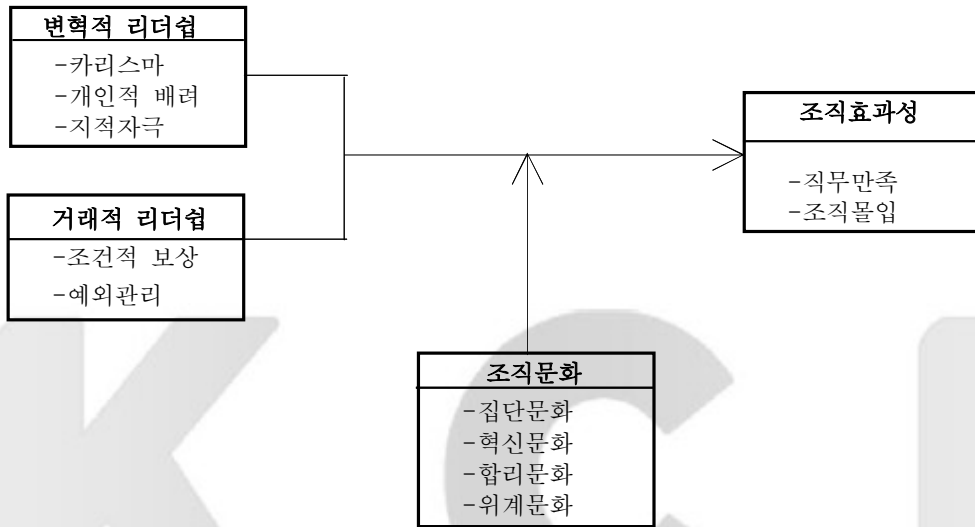 변혁적 리더쉽
-카리스마
-개인적 배려
-지적자극
거래적 리더쉽
-조건적 보상
-예외관리
조직효과성
-직무만족
-조직몰입
조직문화
-집단문화
-혁신문화
-합리문화
-위계문화